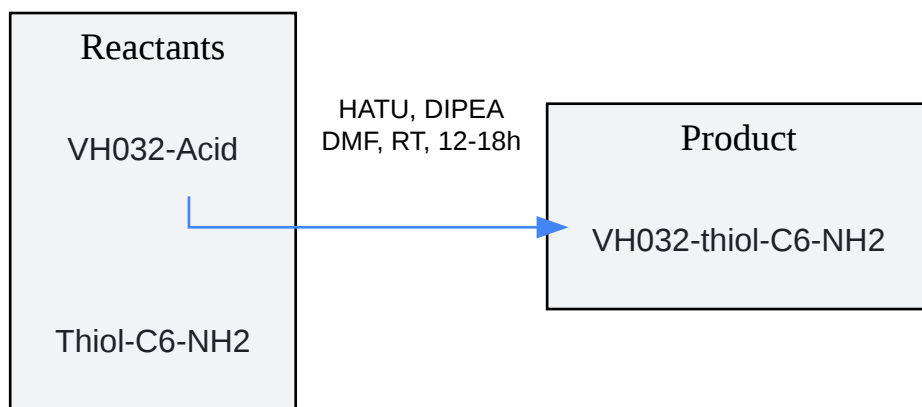 Reactants
VH032-Acid
Thiol-C6-NH2
HATU, DIPEA
DMF, RT, 12-18h
Product
VH032-thiol-C6-NH2